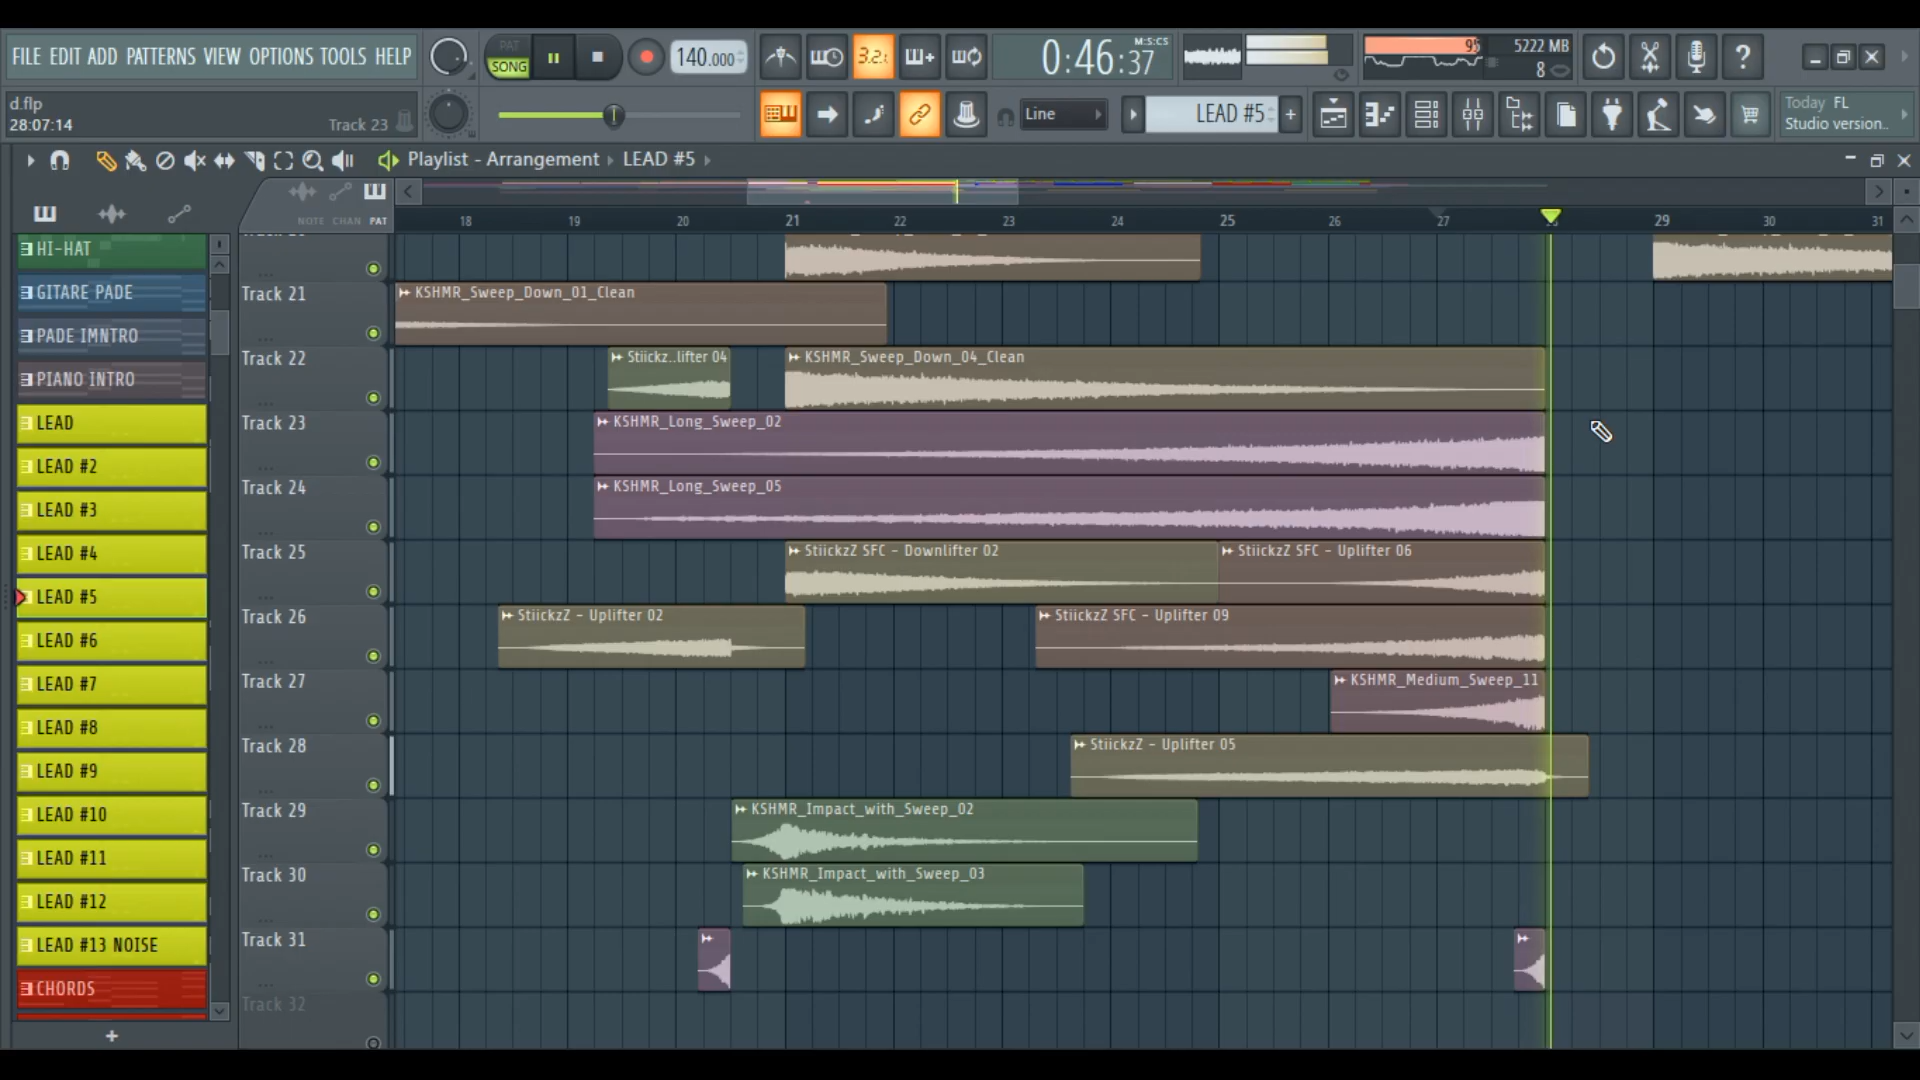 FILE EDIT ADD PATTERNS VIEW OPTIONS TOOLS HELP
PAT
SONG
140.000
3.2.
0:46:37
M:S:CS
95
5222 MB
8
d.flp
28:07:14
Track 23
Line
LEAD #5
Today FL
Studio version..
Playlist - Arrangement
LEAD #5
NOTE CHAN PAT
18 19 20 21 22 23 24 25 26 27 29 30 31
HI-HAT
GITARE PADE
PADE IMNTRO
PIANO INTRO
LEAD
LEAD #2
LEAD #3
LEAD #4
LEAD #5
LEAD #6
LEAD #7
LEAD #8
LEAD #9
LEAD #10
LEAD #11
LEAD #12
LEAD #13 NOISE
CHORDS
Track 21
KSHMR_Sweep_Down_01_Clean
Track 22
Stiickz..lifter 04
KSHMR_Sweep_Down_04_Clean
Track 23
KSHMR_Long_Sweep_02
Track 24
KSHMR_Long_Sweep_05
Track 25
StiickzZ SFC - Downlifter 02
StiickzZ SFC - Uplifter 06
Track 26
StiickzZ - Uplifter 02
StiickzZ SFC - Uplifter 09
Track 27
KSHMR_Medium_Sweep_11
Track 28
StiickzZ - Uplifter 05
Track 29
KSHMR_Impact_with_Sweep_02
Track 30
KSHMR_Impact_with_Sweep_03
Track 31
Track 32